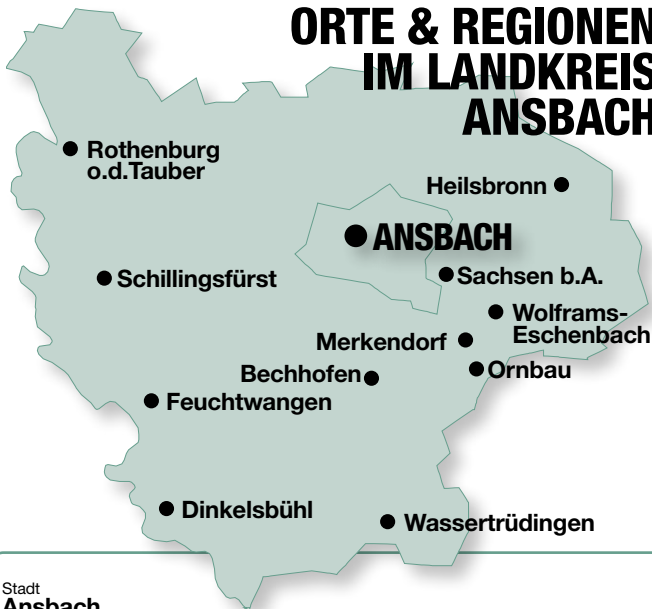 ORTE & REGIONEN
IM LANDKREIS
ANSBACH
Rothenburg
o.d.Tauber
Heilsbronn
ANSBACH
Schillingsfürst
Sachsen b.A.
Wolframs-
Eschenbach
Merkendorf
Ornbau
Bechhofen
Feuchtwangen
Dinkelsbühl
Wassertrüdingen
Stadt
Ansbach